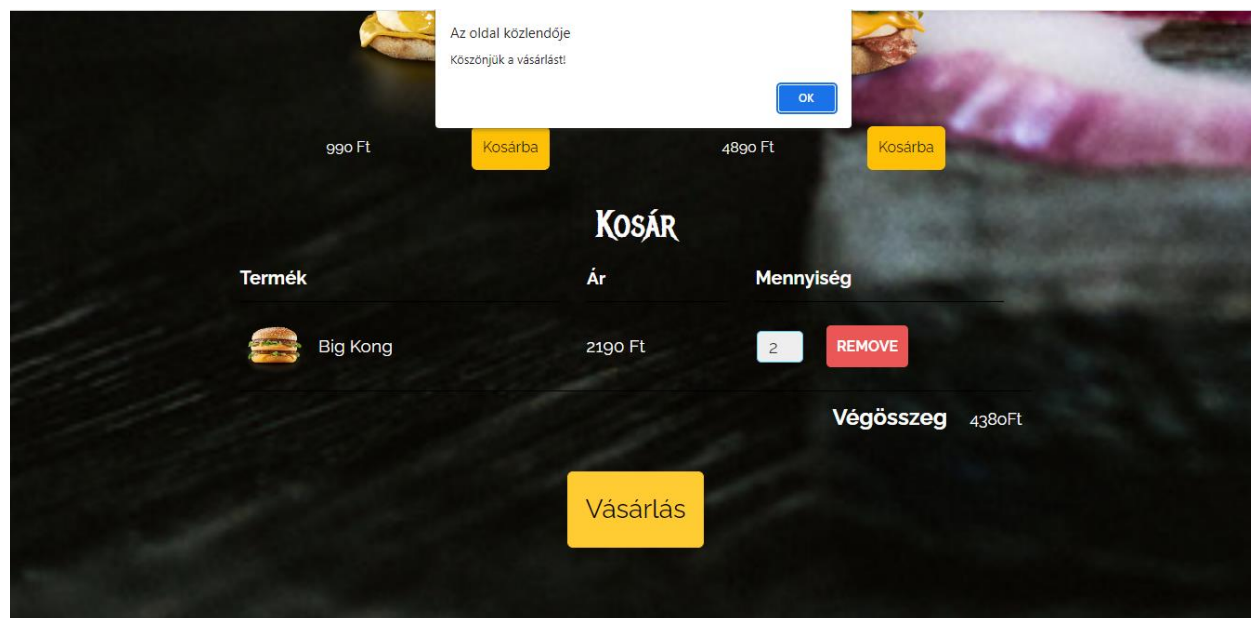 Az oldal közlendője
Köszönjük a vásárlást!
OK
990 Ft Kosárba 4890 Ft Kosárba
Kosár
Termék Ár Mennyiség
Big Kong 2190 Ft 2 REMOVE
Végösszeg 4380Ft
Vásárlás